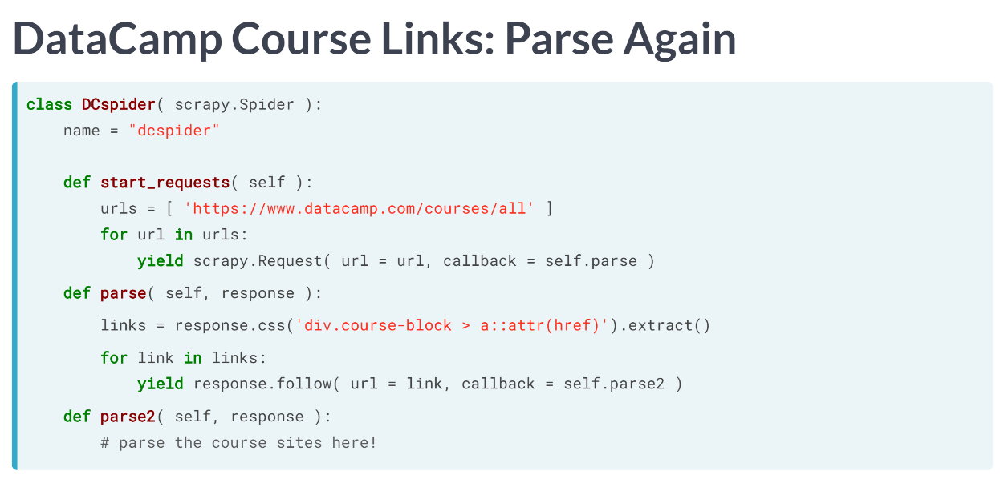 DataCamp Course Links: Parse Again
class DCspider( scrapy.Spider ):
    name = "dcspider"

    def start_requests( self ):
        urls = [ 'https://www.datacamp.com/courses/all' ]
        for url in urls:
            yield scrapy.Request( url = url, callback = self.parse )
    def parse( self, response ):
        links = response.css('div.course-block > a::attr(href)').extract()
        for link in links:
            yield response.follow( url = link, callback = self.parse2 )
    def parse2( self, response ):
        # parse the course sites here!